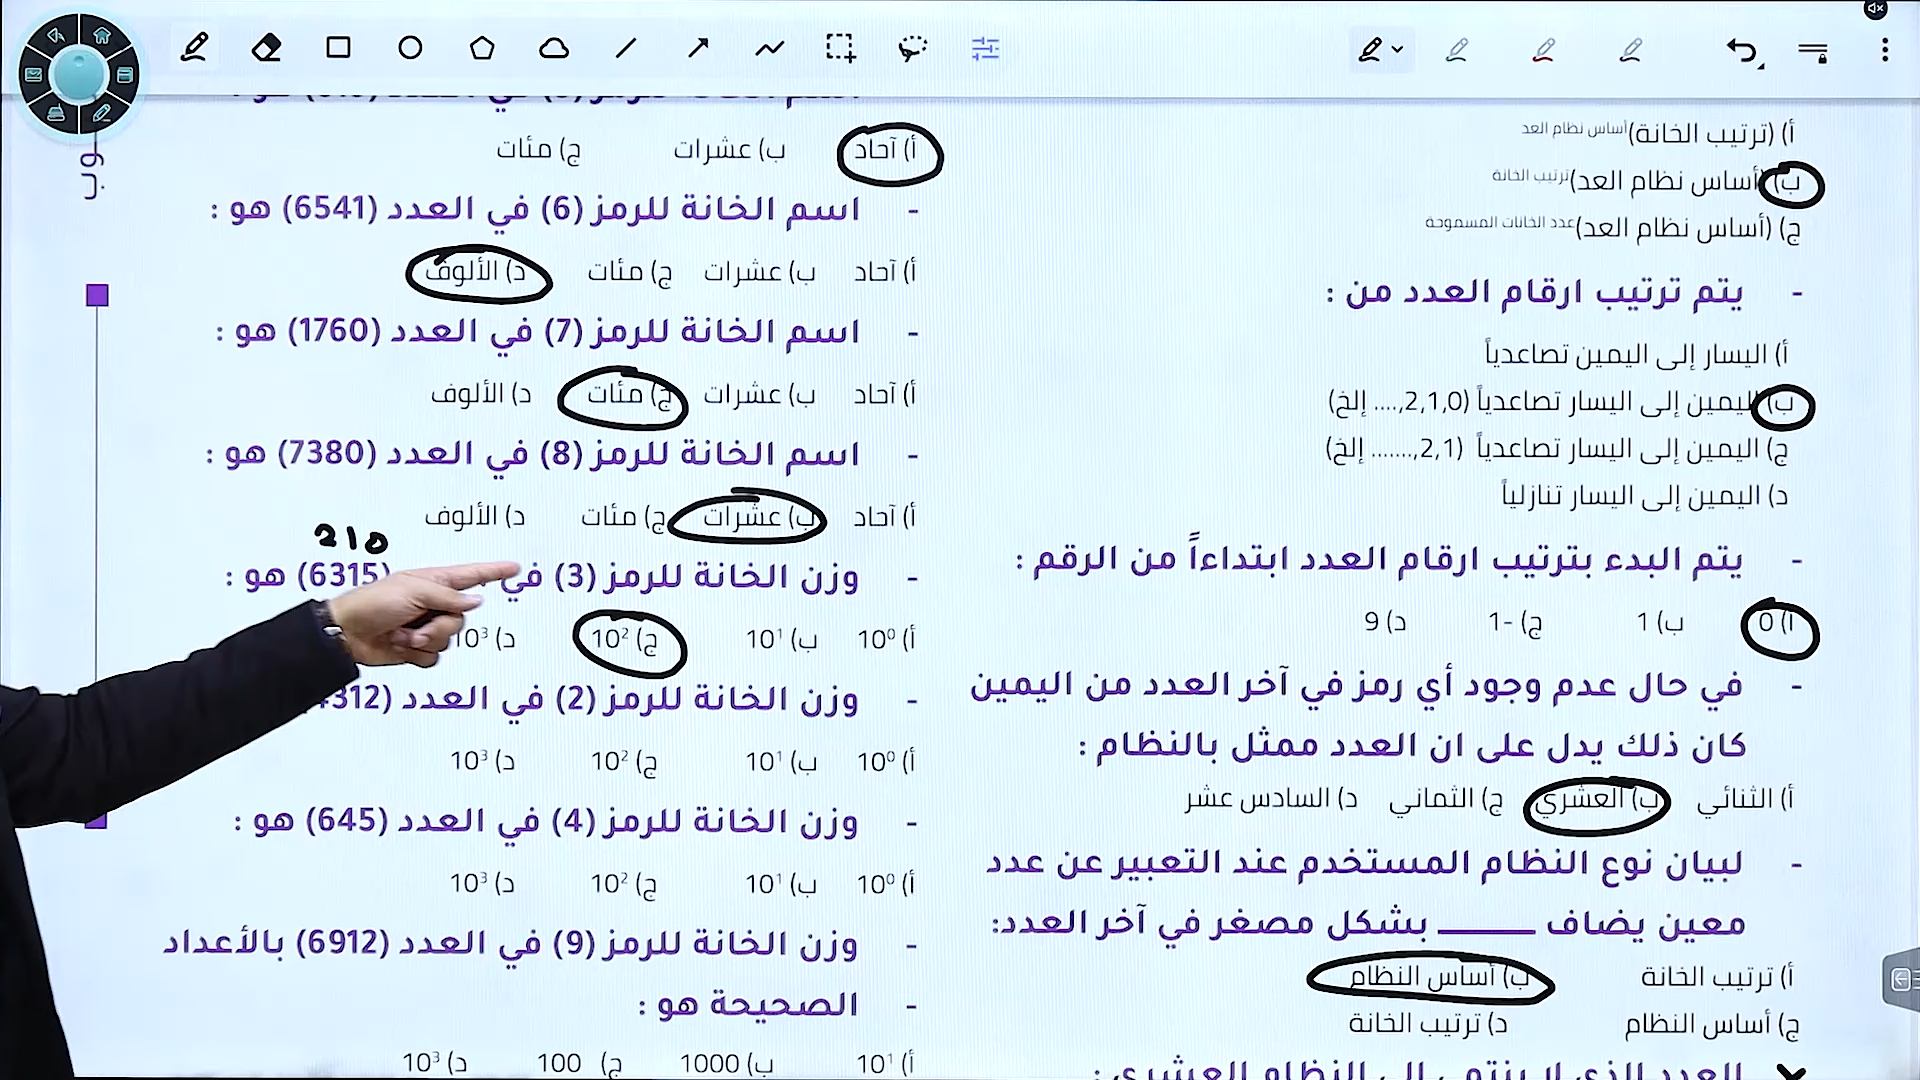 أ) (ترتيب الخانة)أساس نظام العد
ب) (أساس نظام العد)ترتيب الخانة
ج) (أساس نظام العد)عدد الخانات المسموحة
- يتم ترتيب ارقام العدد من :
أ) اليسار إلى اليمين تصاعدياً
ب) اليمين إلى اليسار تصاعدياً (2,1,0,.... إلخ)
ج) اليمين إلى اليسار تصاعدياً (2,1,....... إلخ)
د) اليمين إلى اليسار تنازلياً
- يتم البدء بترتيب ارقام العدد ابتداءاً من الرقم :
أ) 0 ب) 1 ج) -1 د) 9
- في حال عدم وجود أي رمز في آخر العدد من اليمين
كان ذلك يدل على ان العدد ممثل بالنظام :
أ) الثنائي ب) العشري ج) الثماني د) السادس عشر
- لبيان نوع النظام المستخدم عند التعبير عن عدد
معين يضاف ______ بشكل مصغر في آخر العدد:
أ) ترتيب الخانة ب) أساس النظام
ج) أساس النظام د) ترتيب الخانة
العدد الذي لا ينتمي إلى النظام العشري :
أ) آحاد ب) عشرات ج) مئات
- اسم الخانة للرمز (6) في العدد (6541) هو :
أ) آحاد ب) عشرات ج) مئات د) الألوف
- اسم الخانة للرمز (7) في العدد (1760) هو :
أ) آحاد ب) عشرات ج) مئات د) الألوف
- اسم الخانة للرمز (8) في العدد (7380) هو :
أ) آحاد ب) عشرات ج) مئات د) الألوف
210
- وزن الخانة للرمز (3) في (6315) هو :
أ) 10⁰ ب) 10¹ ج) 10² د) 10³
- وزن الخانة للرمز (2) في العدد 312)
أ) 10⁰ ب) 10¹ ج) 10² د) 10³
- وزن الخانة للرمز (4) في العدد (645) هو :
أ) 10⁰ ب) 10¹ ج) 10² د) 10³
- وزن الخانة للرمز (9) في العدد (6912) بالأعداد
- الصحيحة هو :
أ) 10¹ ب) 1000 ج) 100 د) 10³
وب